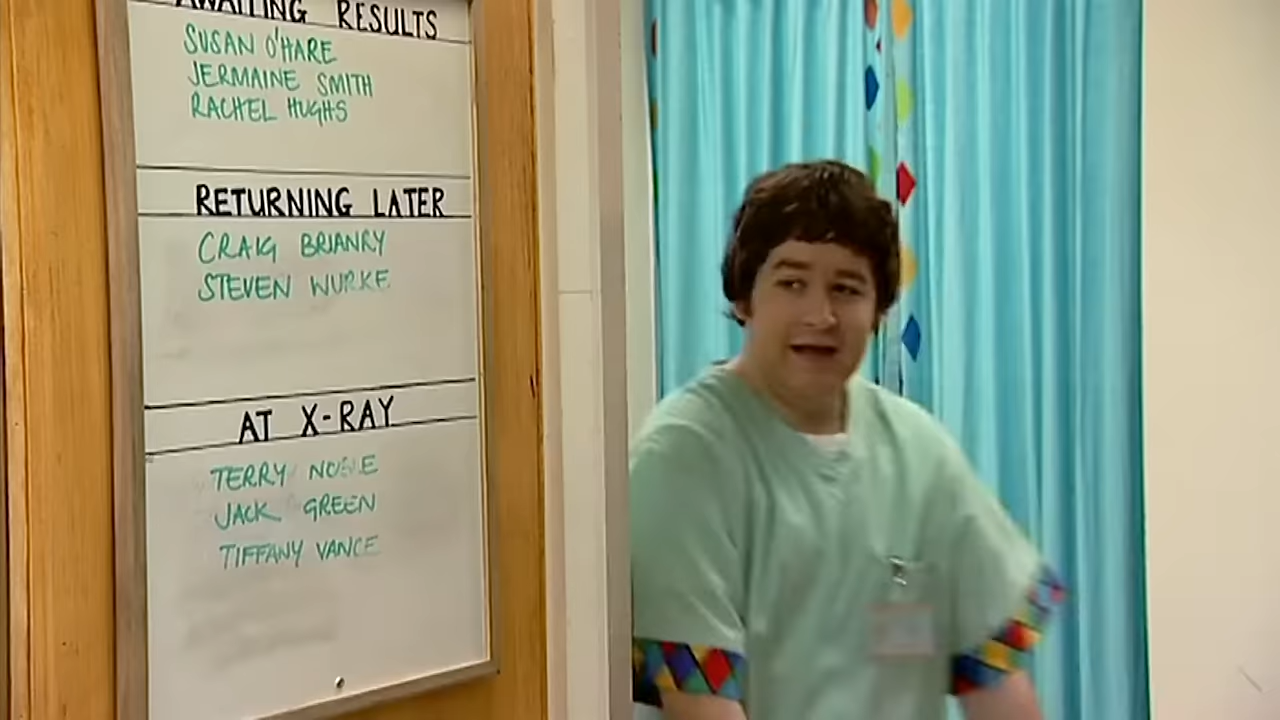 AWAITING RESULTS
SUSAN O'HARE
JERMAINE SMITH
RACHEL HUGHS
RETURNING LATER
CRAIG BRIANRY
STEVEN WURKE
AT X-RAY
TERRY NOBLE
JACK GREEN
TIFFANY VANCE